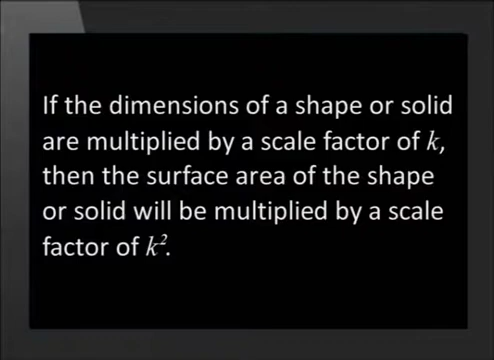 If the dimensions of a shape or solid
are multiplied by a scale factor of k,
then the surface area of the shape
or solid will be multiplied by a scale
factor of k².